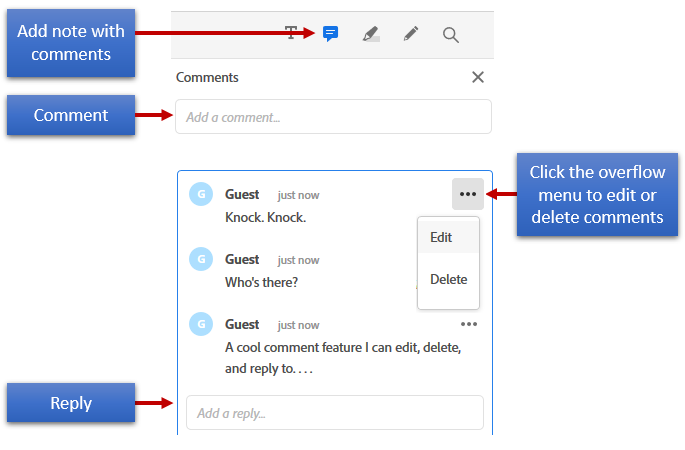 Add note with
comments
T
Comments
Comment
Add a comment...
G
Guest just now
Knock. Knock.
Click the overflow
menu to edit or
delete comments
Edit
G
Guest just now
Who's there?
Delete
G
Guest just now
A cool comment feature I can edit, delete,
and reply to. . . .
Reply
Add a reply...